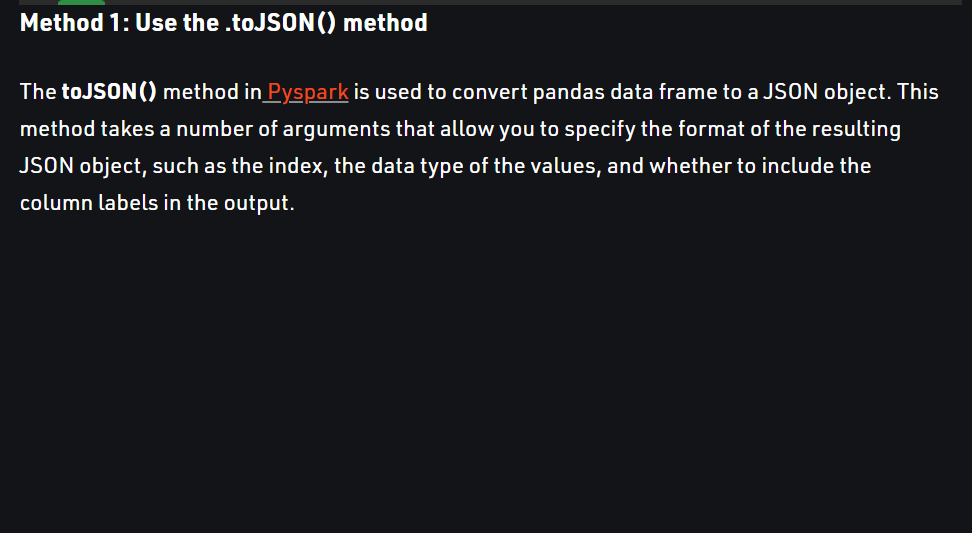 Method 1: Use the .toJSON() method
The toJSON() method in Pyspark is used to convert pandas data frame to a JSON object. This
method takes a number of arguments that allow you to specify the format of the resulting
JSON object, such as the index, the data type of the values, and whether to include the
column labels in the output.